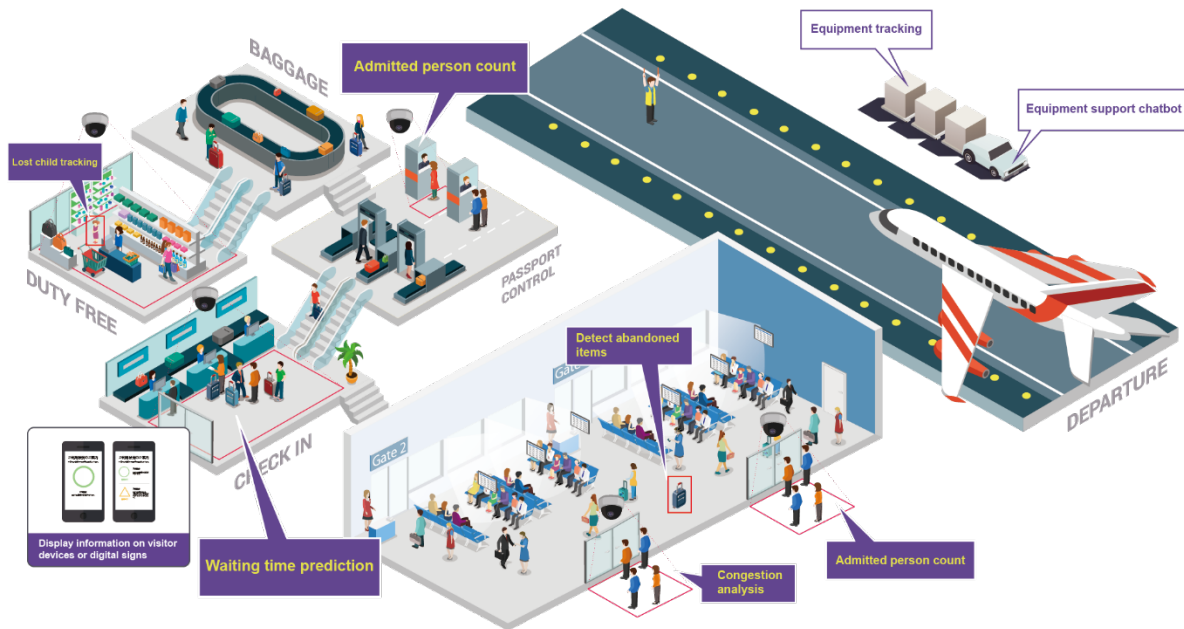 Equipment tracking
BAGGAGE
Admitted person count
Equipment support chatbot
Lost child tracking
PASSPORT
CONTROL
DUTY FREE
Detect abandoned
items
DEPARTURE
Gate 2
CHECK IN
Display information on visitor
devices or digital signs
Waiting time prediction
Congestion
analysis
Admitted person count